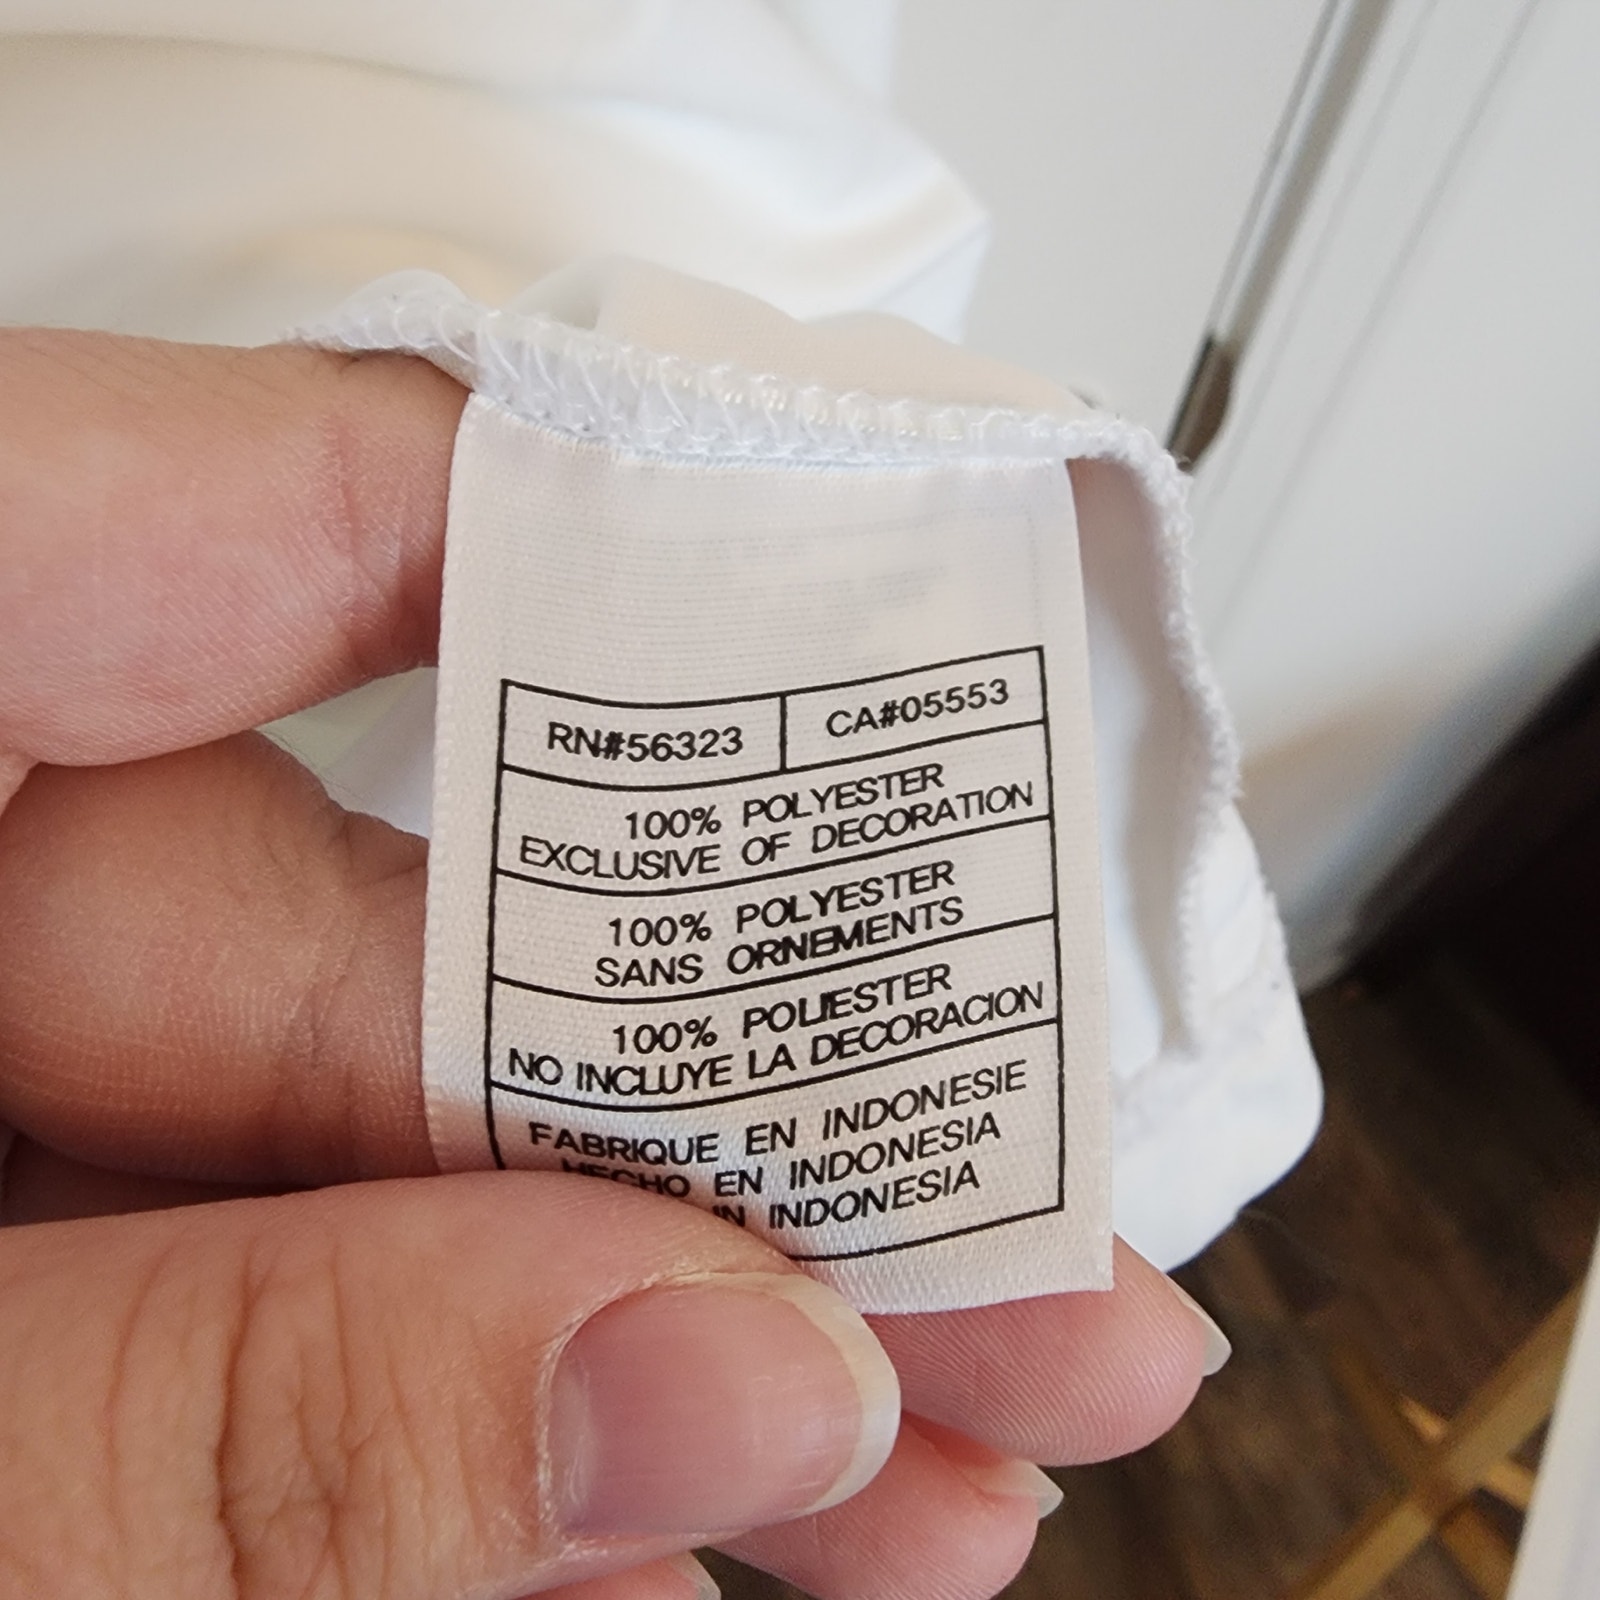 RN#56323 CA#05553
100% POLYESTER
EXCLUSIVE OF DECORATION
100% POLYESTER
SANS ORNEMENTS
100% POLIESTER
NO INCLUYE LA DECORACION
FABRIQUE EN INDONESIE
HECHO EN INDONESIA
IN INDONESIA